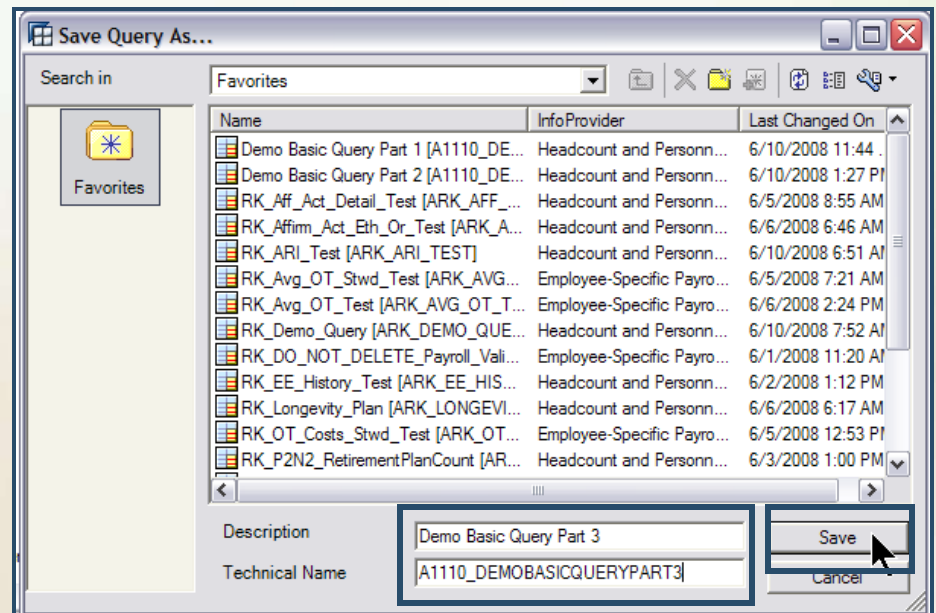 Save Query As...
Search in
Favorites
Favorites
Name InfoProvider Last Changed On
Demo Basic Query Part 1 [A1110_DE... Headcount and Personn... 6/10/2008 11:44 .
Demo Basic Query Part 2 [A1110_DE... Headcount and Personn... 6/10/2008 1:27 PM
RK_Aff_Act_Detail_Test [ARK_AFF_... Headcount and Personn... 6/5/2008 8:55 AM
RK_Affirm_Act_Eth_Or_Test [ARK_A... Headcount and Personn... 6/6/2008 6:46 AM
RK_ARI_Test [ARK_ARI_TEST] Headcount and Personn... 6/10/2008 6:51 AM
RK_Avg_OT_Stwd_Test [ARK_AVG... Employee-Specific Payro... 6/5/2008 7:21 AM
RK_Avg_OT_Test [ARK_AVG_OT_T... Employee-Specific Payro... 6/6/2008 2:24 PM
RK_Demo_Query [ARK_DEMO_QUE... Headcount and Personn... 6/10/2008 7:52 AM
RK_DO_NOT_DELETE_Payroll_Vali... Employee-Specific Payro... 6/1/2008 11:20 AM
RK_EE_History_Test [ARK_EE_HIS... Headcount and Personn... 6/2/2008 1:12 PM
RK_Longevity_Plan [ARK_LONGEVI... Headcount and Personn... 6/6/2008 6:17 AM
RK_OT_Costs_Stwd_Test [ARK_OT... Employee-Specific Payro... 6/5/2008 12:53 PM
RK_P2N2_RetirementPlanCount [AR... Headcount and Personn... 6/3/2008 1:00 PM
Description Demo Basic Query Part 3 Save
Technical Name A1110_DEMOBASICQUERYPART3 Cancel